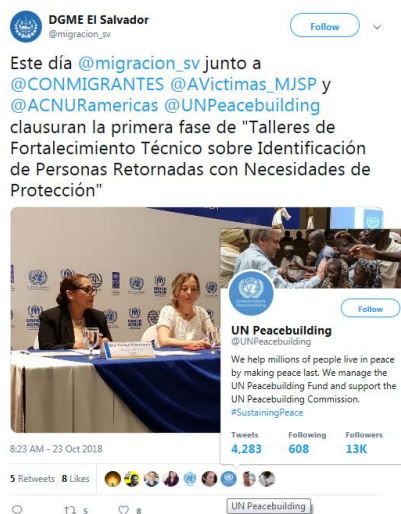 DGME El Salvador
@migracion_sv
Follow
Este día @migracion_sv junto a
@CONMIGRANTES @AVictimas_MJSP y
@ACNURamericas @UNPeacebuilding
clausuran la primera fase de "Talleres de
Fortalecimiento Técnico sobre Identificación
de Personas Retornadas con Necesidades de
Protección"
UNHCR
ACNUR
Follow
UN Peacebuilding
@UNPeacebuilding
We help millions of people live in peace
by making peace last. We manage the
UN Peacebuilding Fund and support the
UN Peacebuilding Commission.
#SustainingPeace
Tweets Following Followers
4,283 608 13K
8:23 AM - 23 Oct 2018
5 Retweets 8 Likes
UN Peacebuilding
5 8